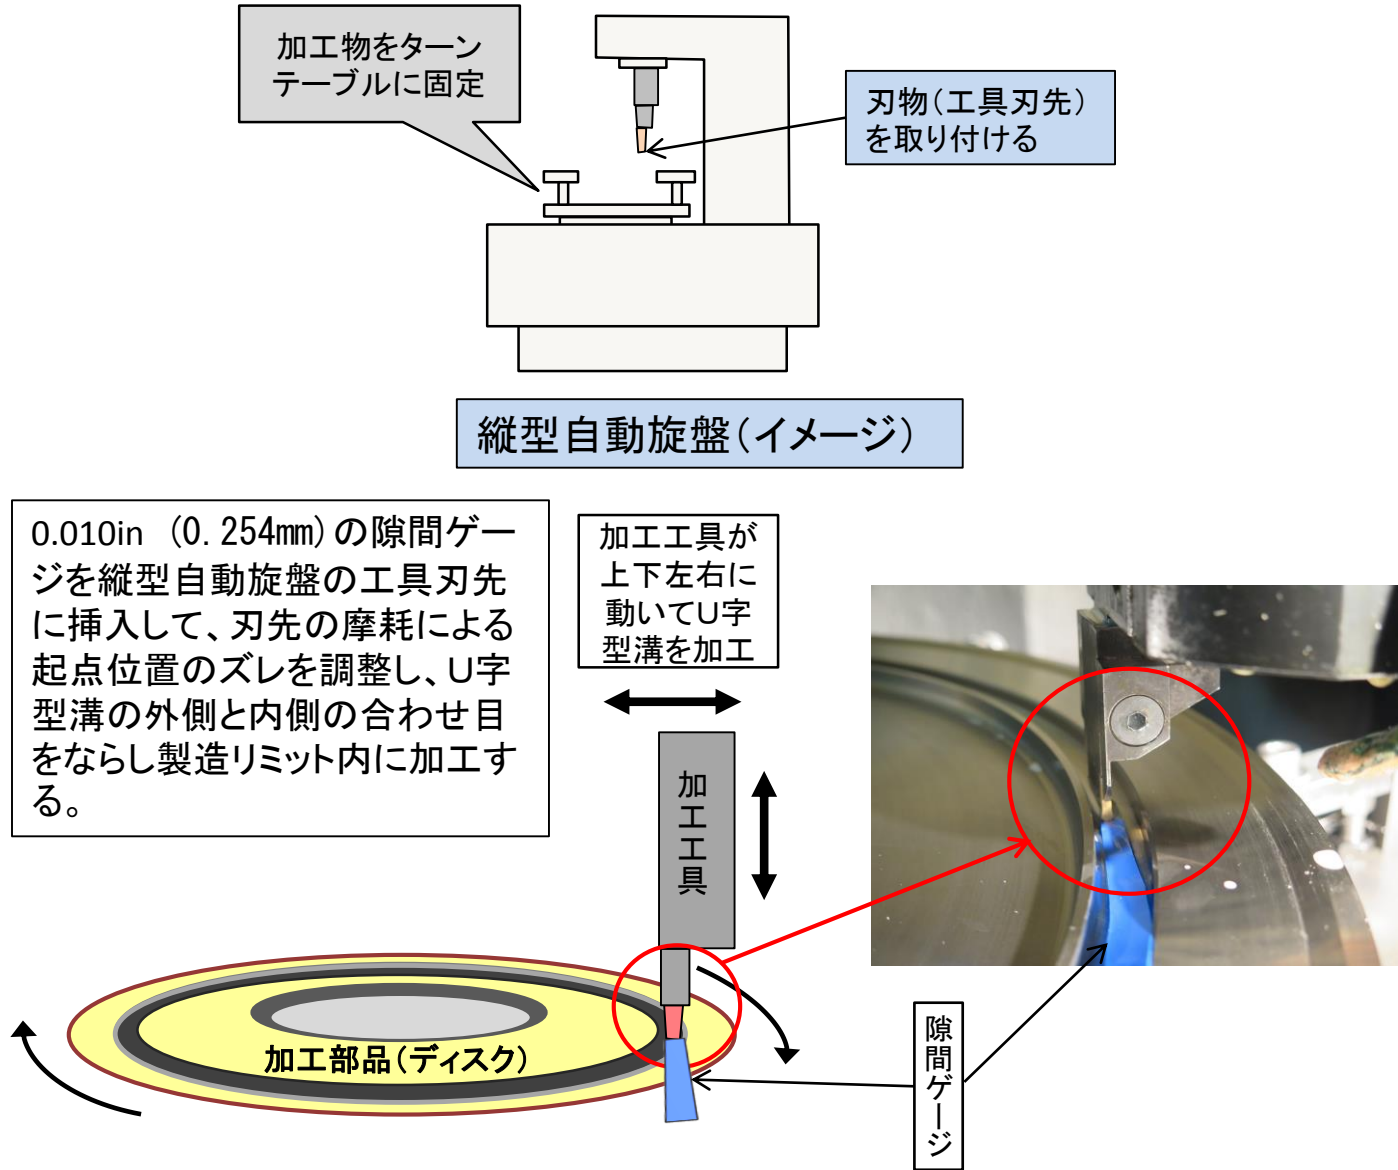 加工物をターン
テーブルに固定
刃物(工具刃先)
を取り付ける
縦型自動旋盤(イメージ)
0.010in (0.254㎜)の隙間ゲー
ジを縦型自動旋盤の工具刃先
に挿入して、刃先の摩耗による
起点位置のズレを調整し、U字
型溝の外側と内側の合わせ目
をならし製造リミット内に加工す
る。
加工工具が
上下左右に
動いてU字
型溝を加工
加工工具
加工部品(ディスク)
隙間ゲージ